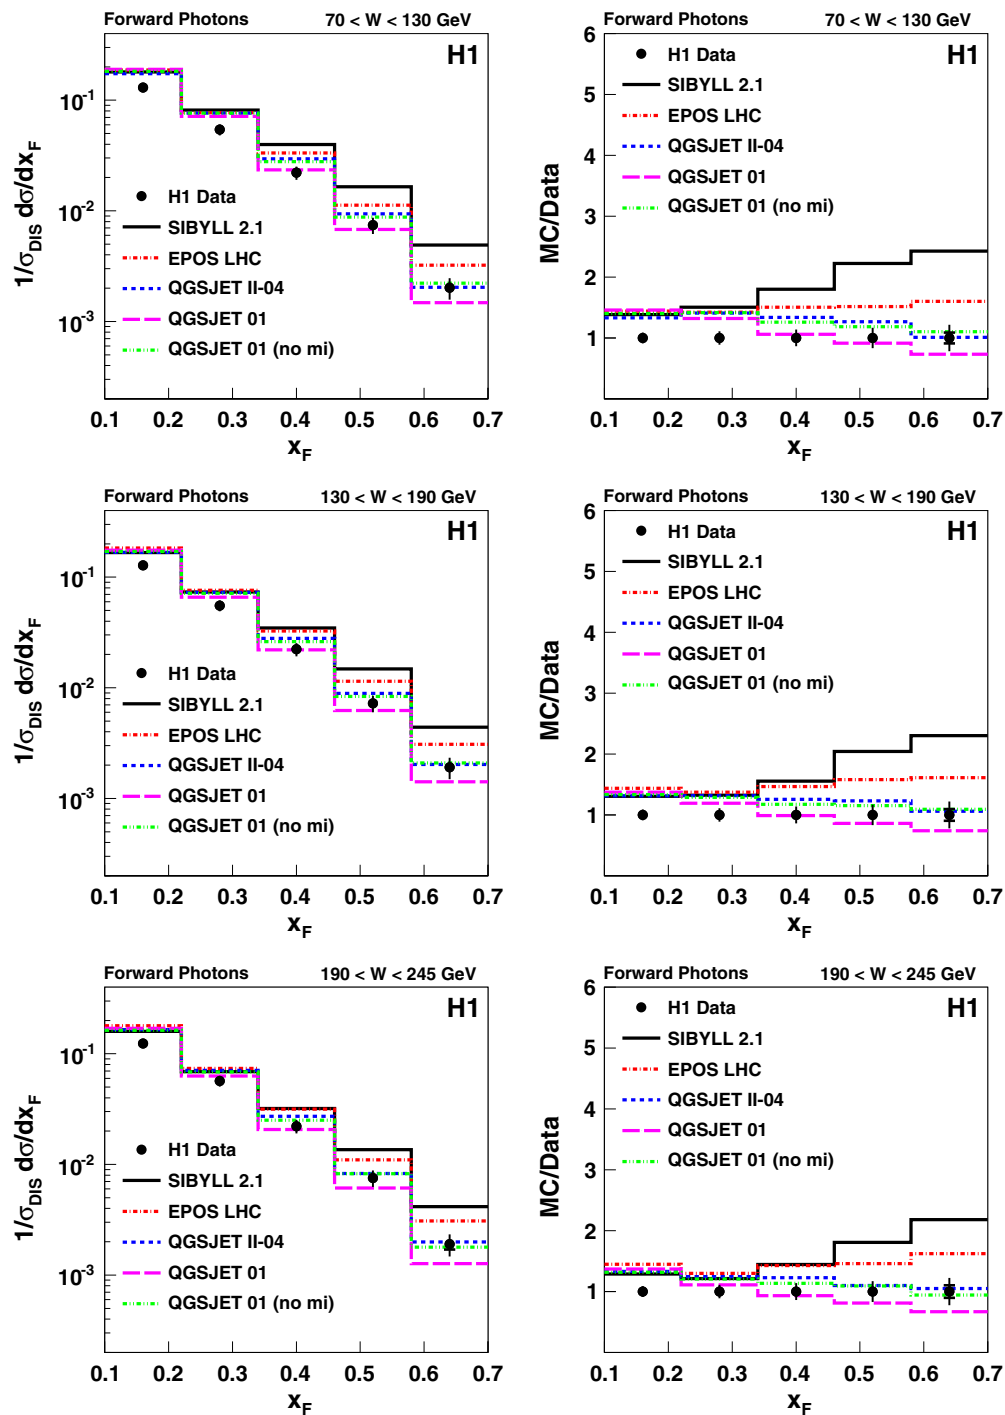 Forward Photons 70 < W < 130 GeV
H1
1/σ_DIS dσ/dx_F
10^-1
10^-2
10^-3
H1 Data
SIBYLL 2.1
EPOS LHC
QGSJET II-04
QGSJET 01
QGSJET 01 (no mi)
0.1 0.2 0.3 0.4 0.5 0.6 0.7
x_F
Forward Photons 70 < W < 130 GeV
H1
MC/Data
6
5
4
3
2
1
H1 Data
SIBYLL 2.1
EPOS LHC
QGSJET II-04
QGSJET 01
QGSJET 01 (no mi)
0.1 0.2 0.3 0.4 0.5 0.6 0.7
x_F
Forward Photons 130 < W < 190 GeV
H1
1/σ_DIS dσ/dx_F
10^-1
10^-2
10^-3
H1 Data
SIBYLL 2.1
EPOS LHC
QGSJET II-04
QGSJET 01
QGSJET 01 (no mi)
0.1 0.2 0.3 0.4 0.5 0.6 0.7
x_F
Forward Photons 130 < W < 190 GeV
H1
MC/Data
6
5
4
3
2
1
H1 Data
SIBYLL 2.1
EPOS LHC
QGSJET II-04
QGSJET 01
QGSJET 01 (no mi)
0.1 0.2 0.3 0.4 0.5 0.6 0.7
x_F
Forward Photons 190 < W < 245 GeV
H1
1/σ_DIS dσ/dx_F
10^-1
10^-2
10^-3
H1 Data
SIBYLL 2.1
EPOS LHC
QGSJET II-04
QGSJET 01
QGSJET 01 (no mi)
0.1 0.2 0.3 0.4 0.5 0.6 0.7
x_F
Forward Photons 190 < W < 245 GeV
H1
MC/Data
6
5
4
3
2
1
H1 Data
SIBYLL 2.1
EPOS LHC
QGSJET II-04
QGSJET 01
QGSJET 01 (no mi)
0.1 0.2 0.3 0.4 0.5 0.6 0.7
x_F